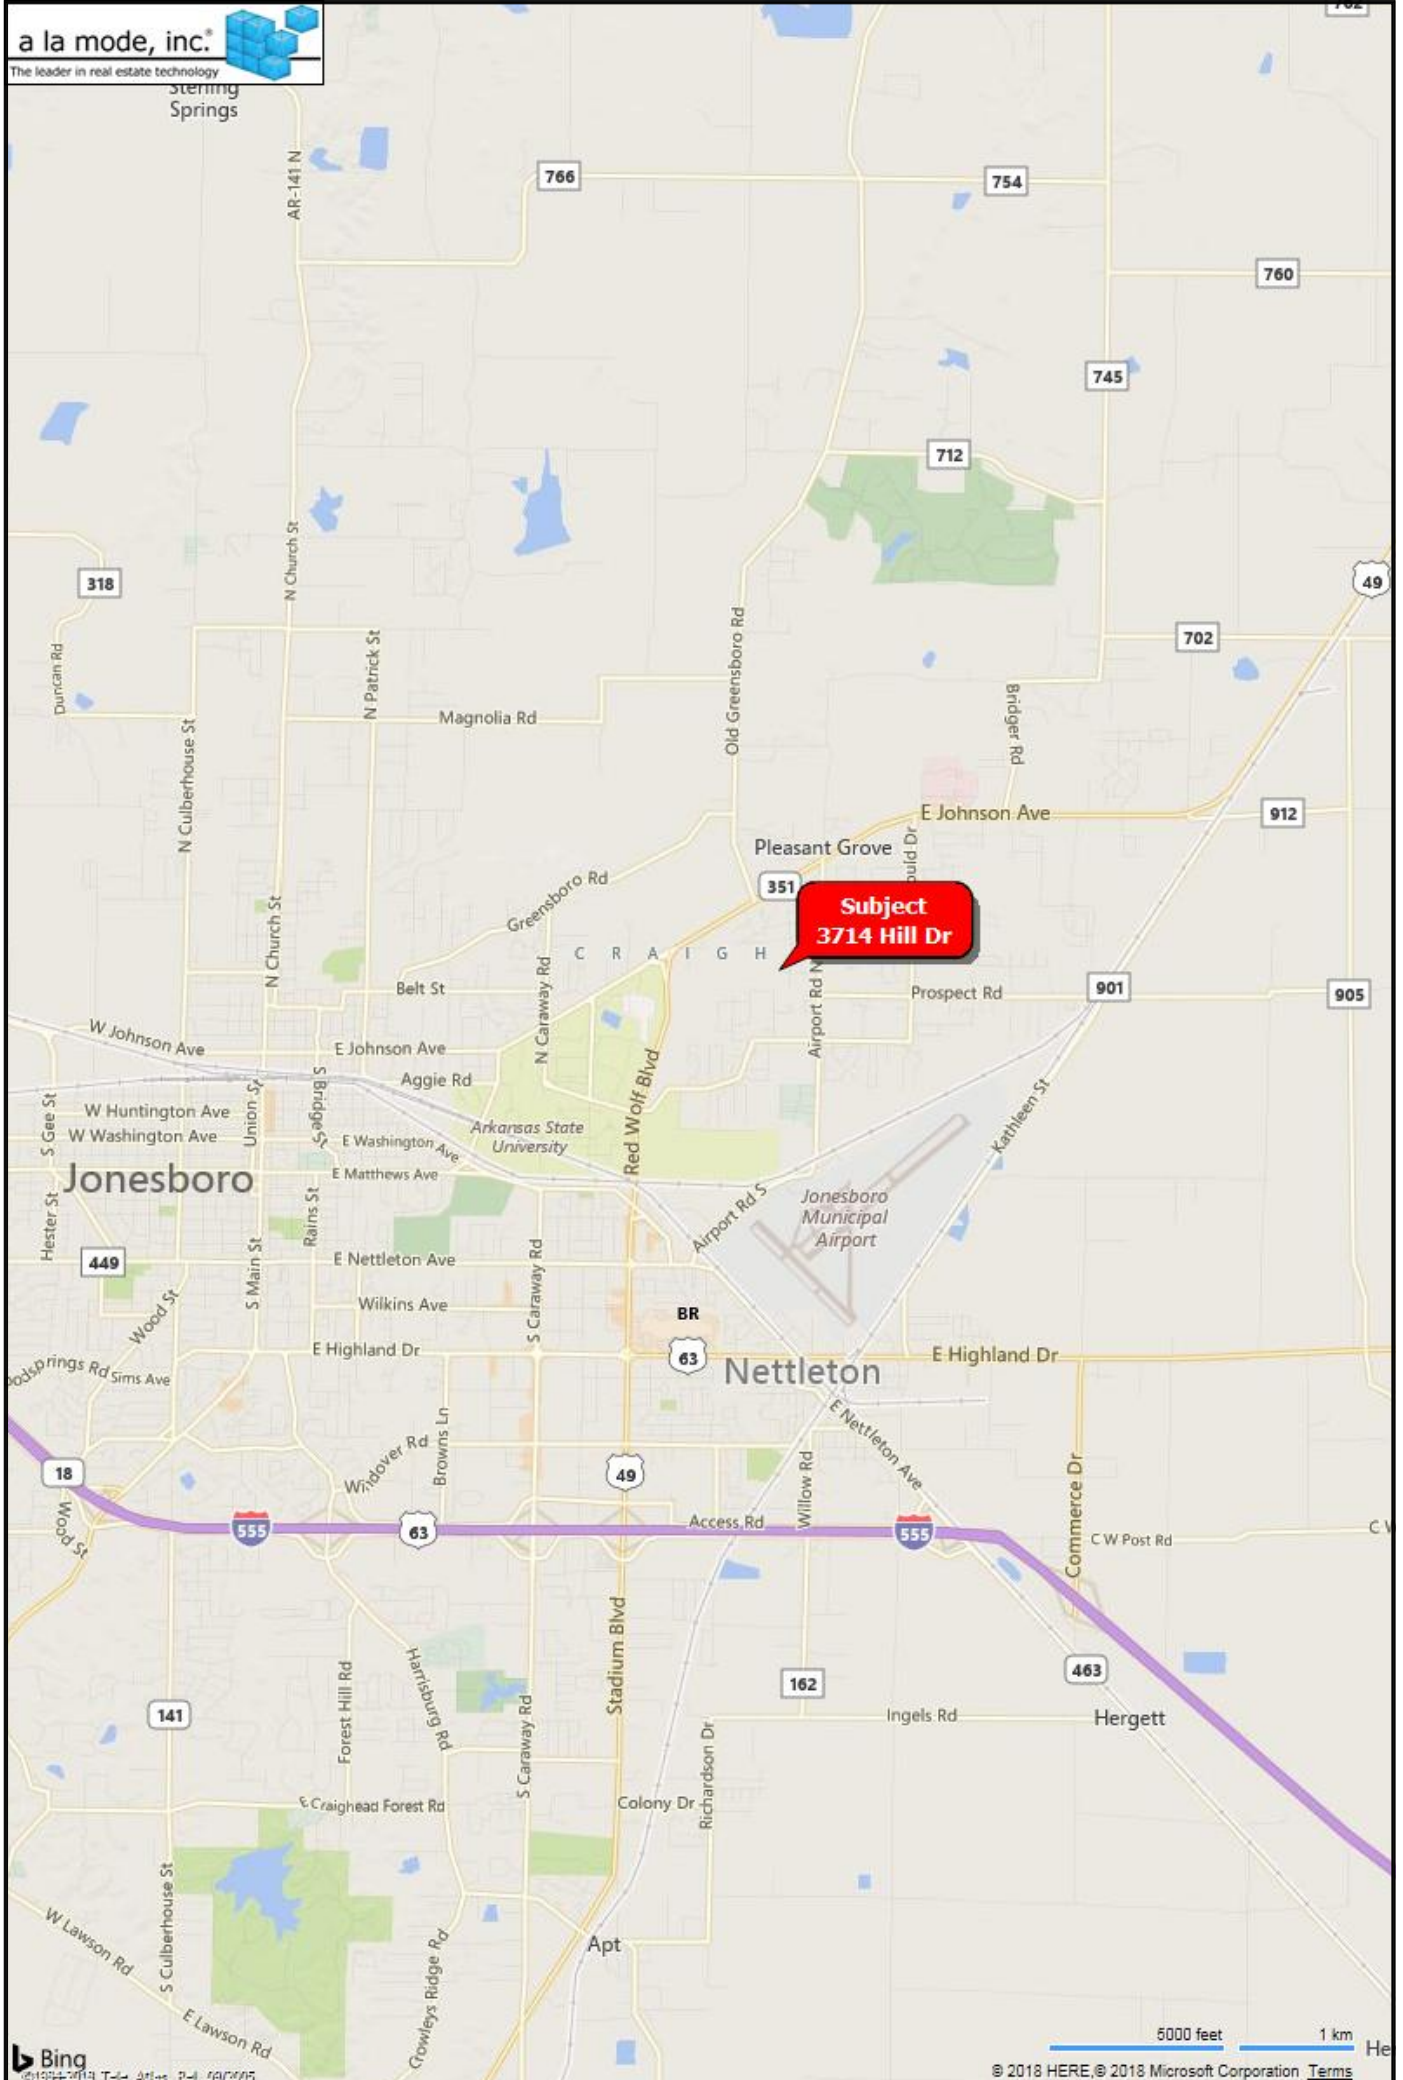 a la mode, inc.®
The leader in real estate technology
Sterling
Springs
AR-141 N
766
754
760
745
712
318
N Church St
49
Duncan Rd
N Patrick St
Old Greensboro Rd
702
Bridger Rd
Magnolia Rd
N Culberhouse St
E Johnson Ave
912
Pleasant Grove
351
Subject
3714 Hill Dr
Greensboro Rd
N Church St
C R A I G H
N Caraway Rd
Airport Rd N
Belt St
Prospect Rd
901
905
W Johnson Ave
E Johnson Ave
Aggie Rd
Red Wolf Blvd
S Bridge St
Union St
S Gee St
W Huntington Ave
W Washington Ave
E Washington Ave
Arkansas State
University
Kathleen St
E Matthews Ave
Jonesboro
Hester St
Rains St
Airport Rd S
Jonesboro
Municipal
Airport
449
S Main St
E Nettleton Ave
S Caraway Rd
Wilkins Ave
Wood St
BR
63
E Highland Dr
E Highland Dr
Nettleton
Sims Ave
E Nettleton Ave
Windover Rd
Browns Ln
18
49
Willow Rd
Commerce Dr
Wood St
555
63
Access Rd
555
C W Post Rd
C W
Stadium Blvd
Forest Hill Rd
Harrisburg Rd
S Caraway Rd
463
162
141
Ingels Rd
Hergett
Richardson Dr
E Craighead Forest Rd
Colony Dr
S Culberhouse St
W Lawson Rd
Crowleys Ridge Rd
Apt
E Lawson Rd
5000 feet
1 km
He
Bing
© 2018 HERE,© 2018 Microsoft Corporation Terms